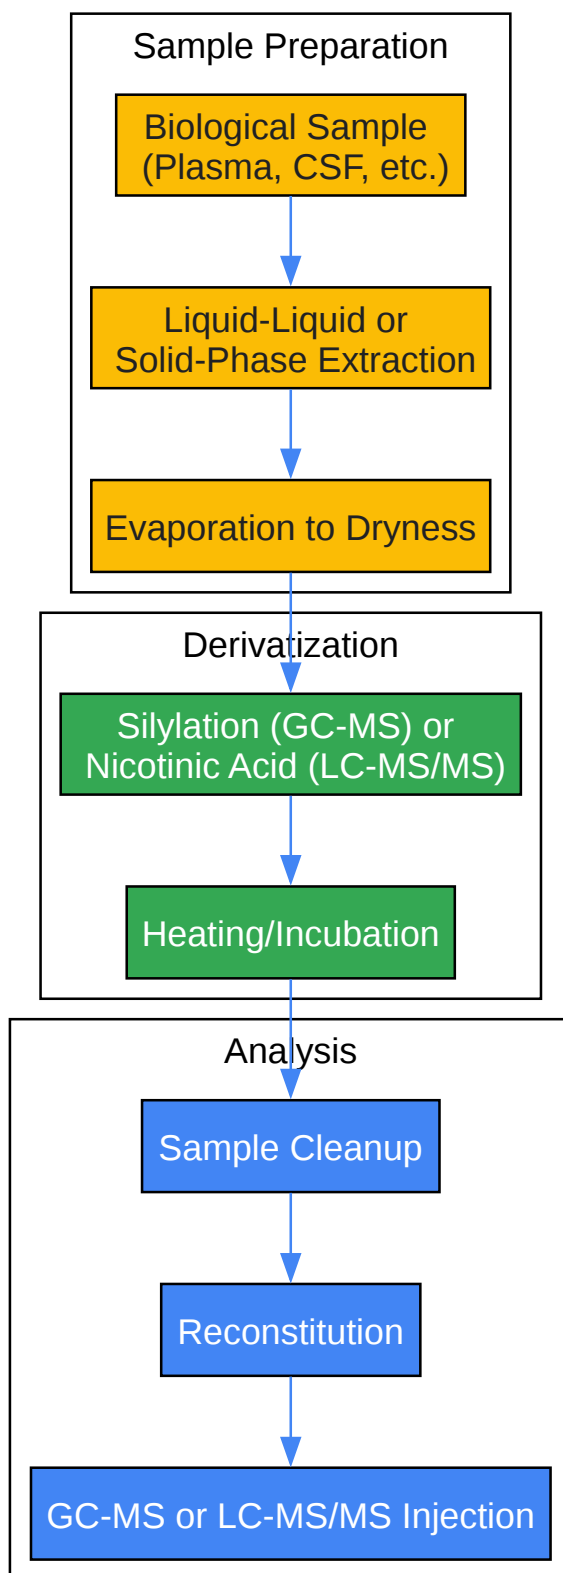 Sample Preparation
Biological Sample
(Plasma, CSF, etc.)
Liquid-Liquid or
Solid-Phase Extraction
Evaporation to Dryness
Derivatization
Silylation (GC-MS) or
Nicotinic Acid (LC-MS/MS)
Heating/Incubation
Analysis
Sample Cleanup
Reconstitution
GC-MS or LC-MS/MS Injection